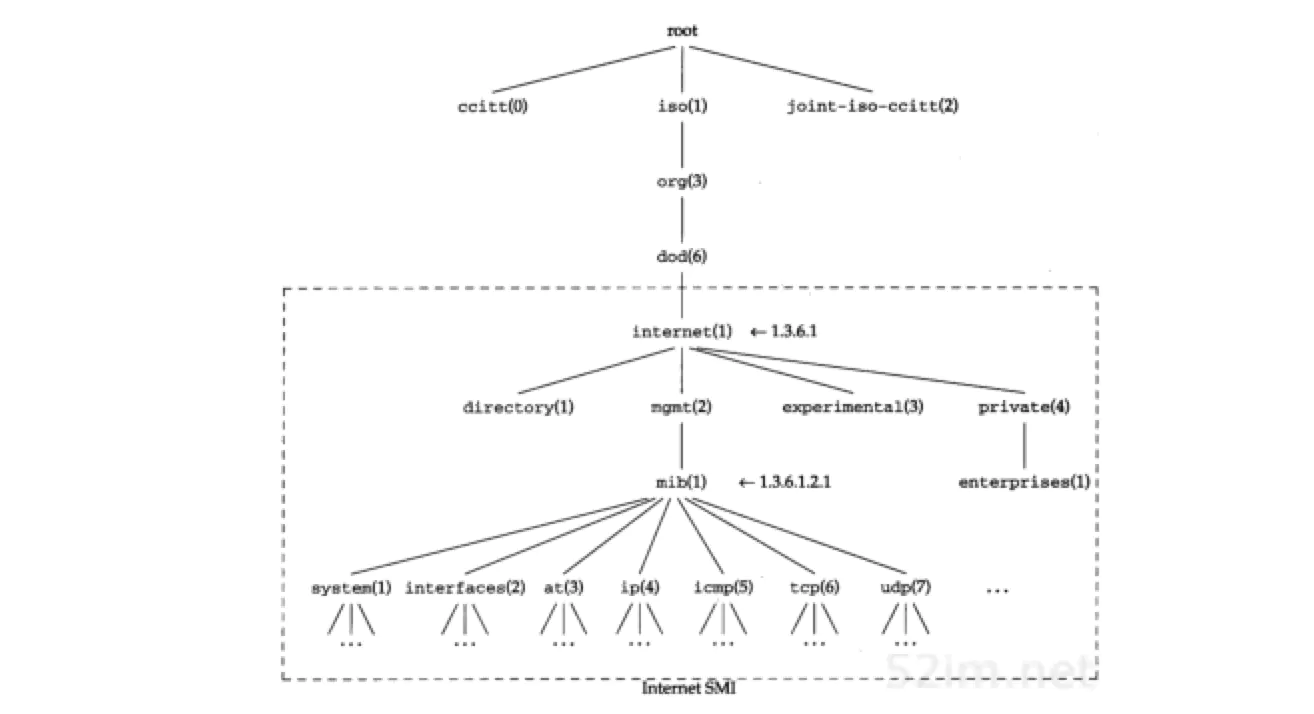 root
ccitt(0) iso(1) joint-iso-ccitt(2)
org(3)
dod(6)
internet(1) ← 1.3.6.1
directory(1) mgmt(2) experimental(3) private(4)
mib(1) ← 1.3.6.1.2.1 enterprises(1)
system(1) interfaces(2) at(3) ip(4) icmp(5) tcp(6) udp(7) ...
... ... ... ... ... ... ...
52im.net
Internet SMI